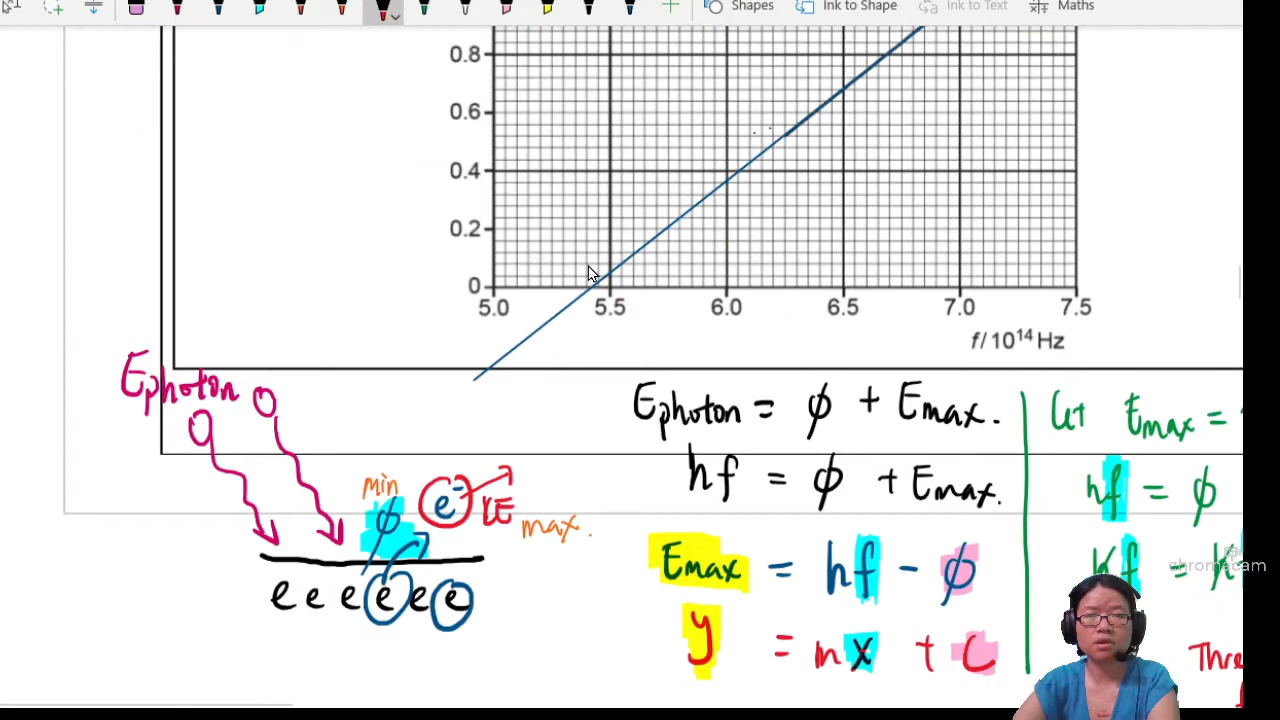 Shapes Ink to Shape Ink to Text Maths
0.8
0.6
0.4
0.2
0
5.0 5.5 6.0 6.5 7.0 7.5
f/10¹⁴ Hz
Ephoton
min
ϕ
e⁻
KE
max.
e e e e e e
Ephoton = ϕ + Emax.
hf = ϕ + Emax.
Emax = hf - ϕ
y = mx + c
let Emax =
hf = ϕ
hf = h
chromacam
Thre